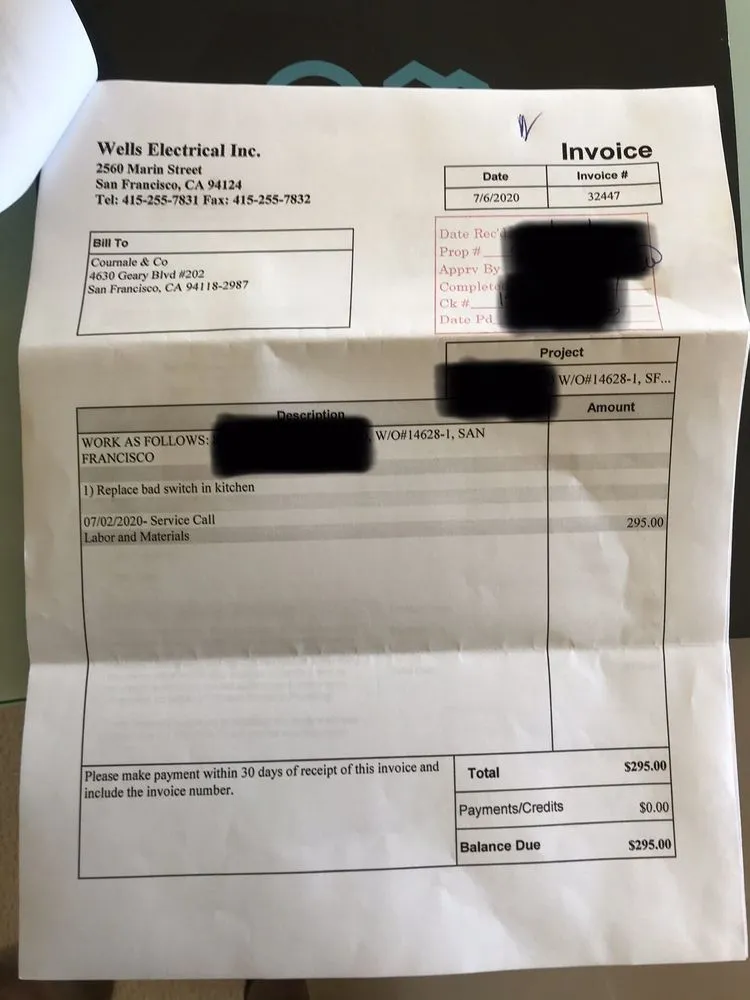 Wells Electrical Inc.
2560 Marin Street
San Francisco, CA 94124
Tel: 415-255-7831 Fax: 415-255-7832
Invoice
Date Invoice #
7/6/2020 32447
Bill To
Cournale & Co
4630 Geary Blvd #202
San Francisco, CA 94118-2987
Date Rec'd
Prop #
Apprv By
Complete
Ck #
Date Pd
Project
W/O#14628-1, SF...
Description Amount
WORK AS FOLLOWS: , W/O#14628-1, SAN
FRANCISCO
1) Replace bad switch in kitchen
07/02/2020- Service Call 295.00
Labor and Materials
Please make payment within 30 days of receipt of this invoice and
include the invoice number.
Total $295.00
Payments/Credits $0.00
Balance Due $295.00